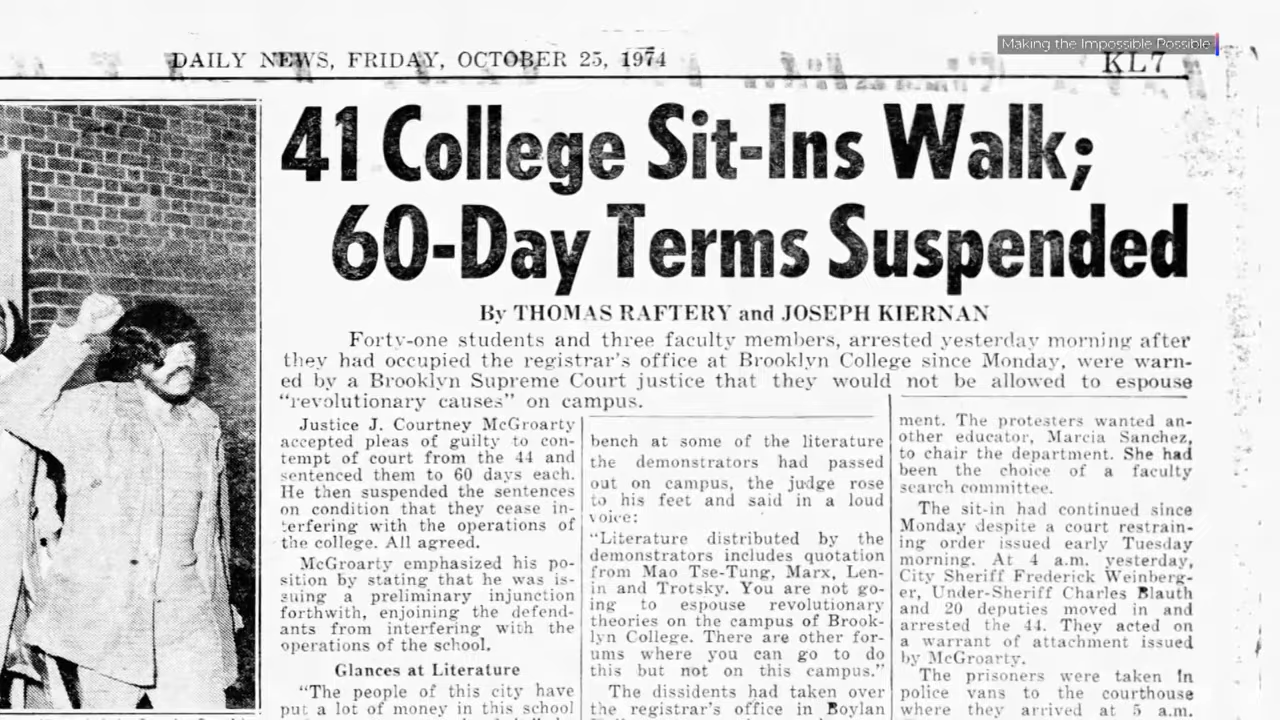 Making the Impossible Possible
DAILY NEWS, FRIDAY, OCTOBER 25, 1974
KL7
41 College Sit-Ins Walk;
60-Day Terms Suspended
By THOMAS RAFTERY and JOSEPH KIERNAN
Forty-one students and three faculty members, arrested yesterday morning after
they had occupied the registrar's office at Brooklyn College since Monday, were warn-
ed by a Brooklyn Supreme Court justice that they would not be allowed to espouse
"revolutionary causes" on campus.
Justice J. Courtney McGroarty
accepted pleas of guilty to con-
tempt of court from the 44 and
sentenced them to 60 days each.
He then suspended the sentences
on condition that they cease in-
terfering with the operations of
the college. All agreed.
McGroarty emphasized his po-
sition by stating that he was is-
suing a preliminary injunction
forthwith, enjoining the defend-
ants from interfering with the
operations of the school.
Glances at Literature
"The people of this city have
put a lot of money in this school
bench at some of the literature
the demonstrators had passed
out on campus, the judge rose
to his feet and said in a loud
voice:
"Literature distributed by the
demonstrators includes quotation
from Mao Tse-Tung, Marx, Len-
in and Trotsky. You are not go-
ing to espouse revolutionary
theories on the campus of Brook-
lyn College. There are other for-
ums where you can go to do
this but not on this campus."
The dissidents had taken over
the registrar's office in Boylan
ment. The protesters wanted an-
other educator, Marcia Sanchez,
to chair the department. She had
been the choice of a faculty
search committee.
The sit-in had continued since
Monday despite a court restrain-
ing order issued early Tuesday
morning. At 4 a.m. yesterday,
City Sheriff Frederick Weinberg-
er, Under-Sheriff Charles Blauth
and 20 deputies moved in and
arrested the 44. They acted on
a warrant of attachment issued
by McGroarty.
The prisoners were taken in
police vans to the courthouse
where they arrived at 5 a.m.